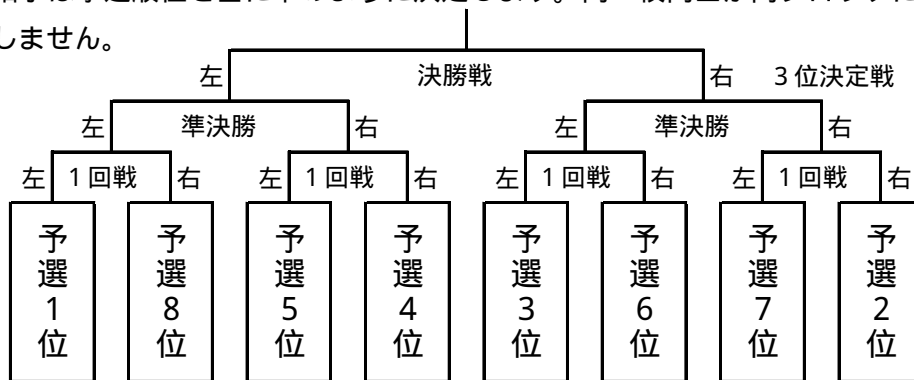 しません。
左 決勝戦 右 3位決定戦
左 準決勝 右 左 準決勝 右
左 1回戦 右 左 1回戦 右 左 1回戦 右 左 1回戦 右
予選1位 予選8位 予選5位 予選4位 予選3位 予選6位 予選7位 予選2位